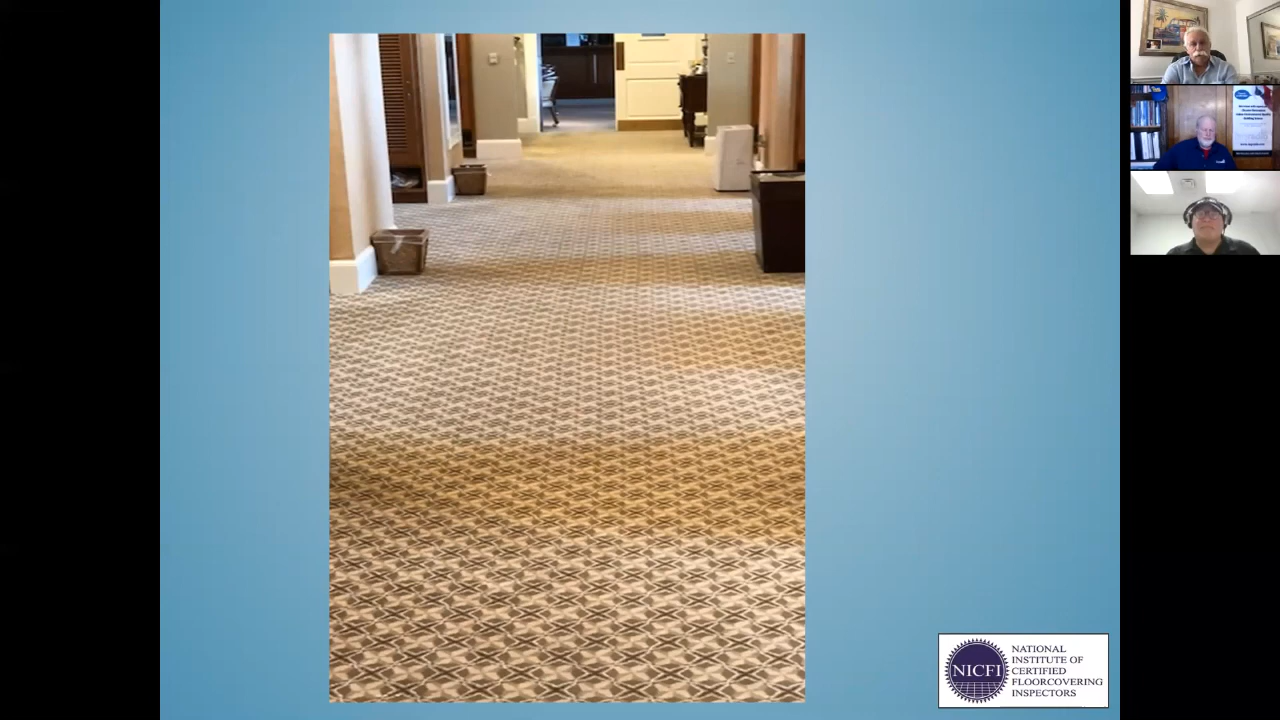 NICFI
NATIONAL
INSTITUTE OF
CERTIFIED
FLOORCOVERING
INSPECTORS